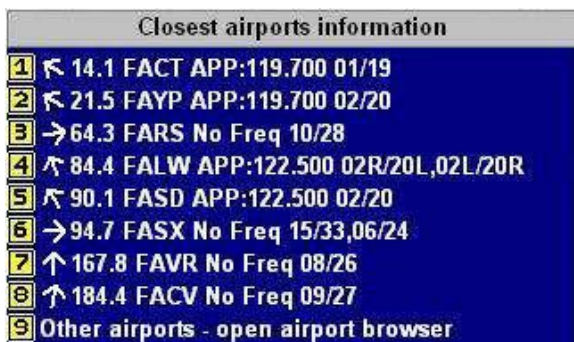 Closest airports information
1 ↖ 14.1 FACT APP:119.700 01/19
2 ↖ 21.5 FAYP APP:119.700 02/20
3 → 64.3 FARS No Freq 10/28
4 ↖ 84.4 FALW APP:122.500 02R/20L,02L/20R
5 ↖ 90.1 FASD APP:122.500 02/20
6 → 94.7 FASX No Freq 15/33,06/24
7 ↑ 167.8 FAVR No Freq 08/26
8 ↑ 184.4 FACV No Freq 09/27
9 Other airports - open airport browser